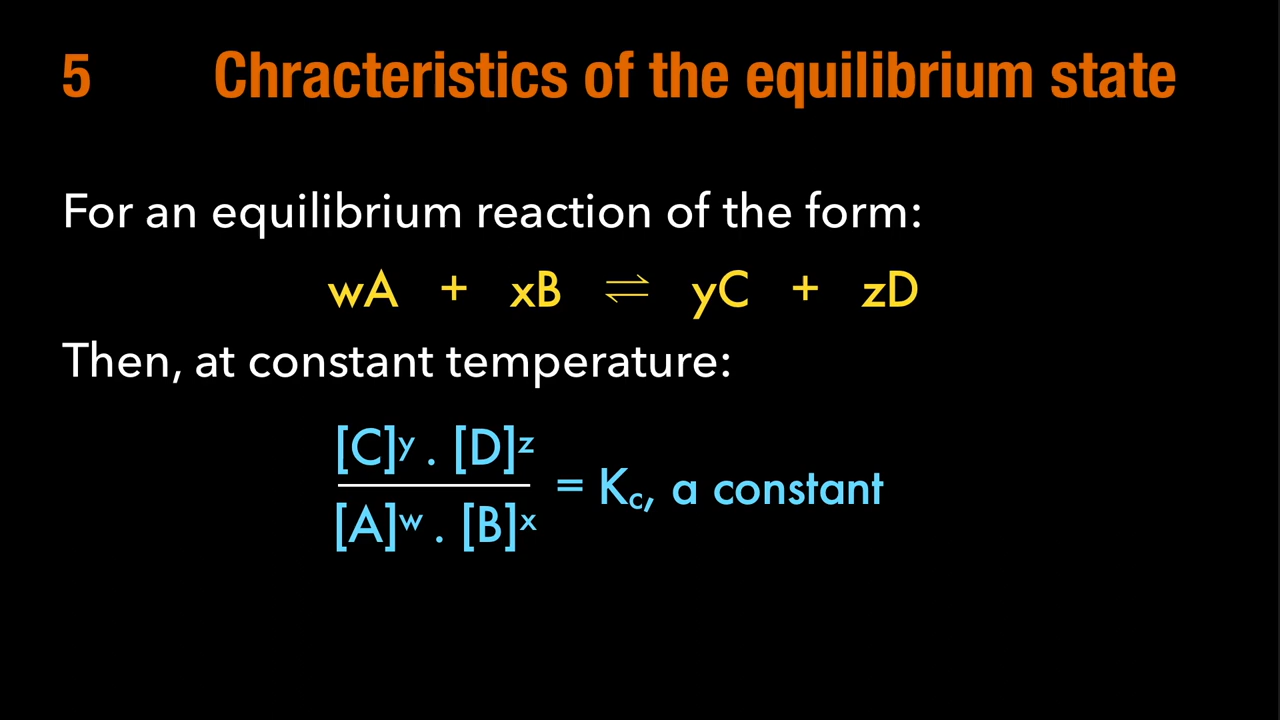 5 Chracteristics of the equilibrium state
For an equilibrium reaction of the form:
wA + xB ⇌ yC + zD
Then, at constant temperature:
[C]ʸ . [D]ᶻ
= K꜀, a constant
[A]ʷ . [B]ˣ